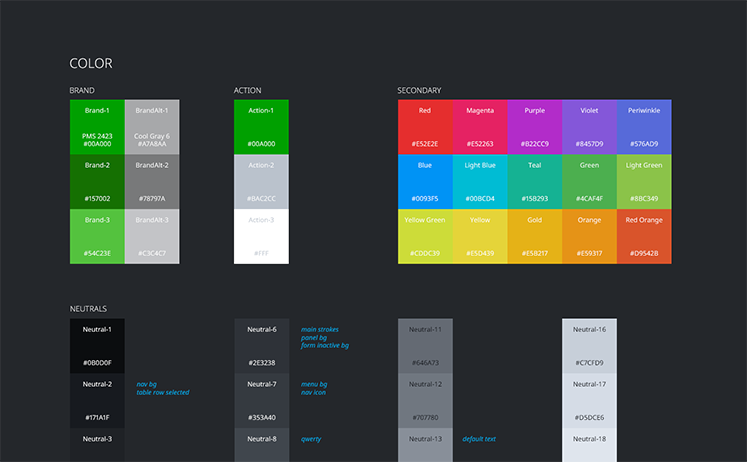 COLOR
BRAND
Brand-1
PMS 2423
#00A000
BrandAlt-1
Cool Gray 6
#A7A8AA
Brand-2
#157002
BrandAlt-2
#78797A
Brand-3
#54C23E
BrandAlt-3
#C3C4C7
ACTION
Action-1
#00A000
Action-2
#BAC2CC
Action-3
#FFF
SECONDARY
Red
#E52E2E
Magenta
#E52263
Purple
#B22CC9
Violet
#8457D9
Periwinkle
#576AD9
Blue
#0093F5
Light Blue
#00BCD4
Teal
#15B293
Green
#4CAF4F
Light Green
#8BC349
Yellow Green
#CDDC39
Yellow
#E5D439
Gold
#E5B217
Orange
#E59317
Red Orange
#D9542B
NEUTRALS
Neutral-1
#0B0D0F
Neutral-2
#171A1F
nav bg
table row selected
Neutral-3
Neutral-6
#2E3238
main strokes
panel bg
form inactive bg
Neutral-7
#353A40
menu bg
nav icon
Neutral-8
qwerty
Neutral-11
#646A73
Neutral-12
#707780
Neutral-13
default text
Neutral-16
#C7CFD9
Neutral-17
#D5DCE6
Neutral-18